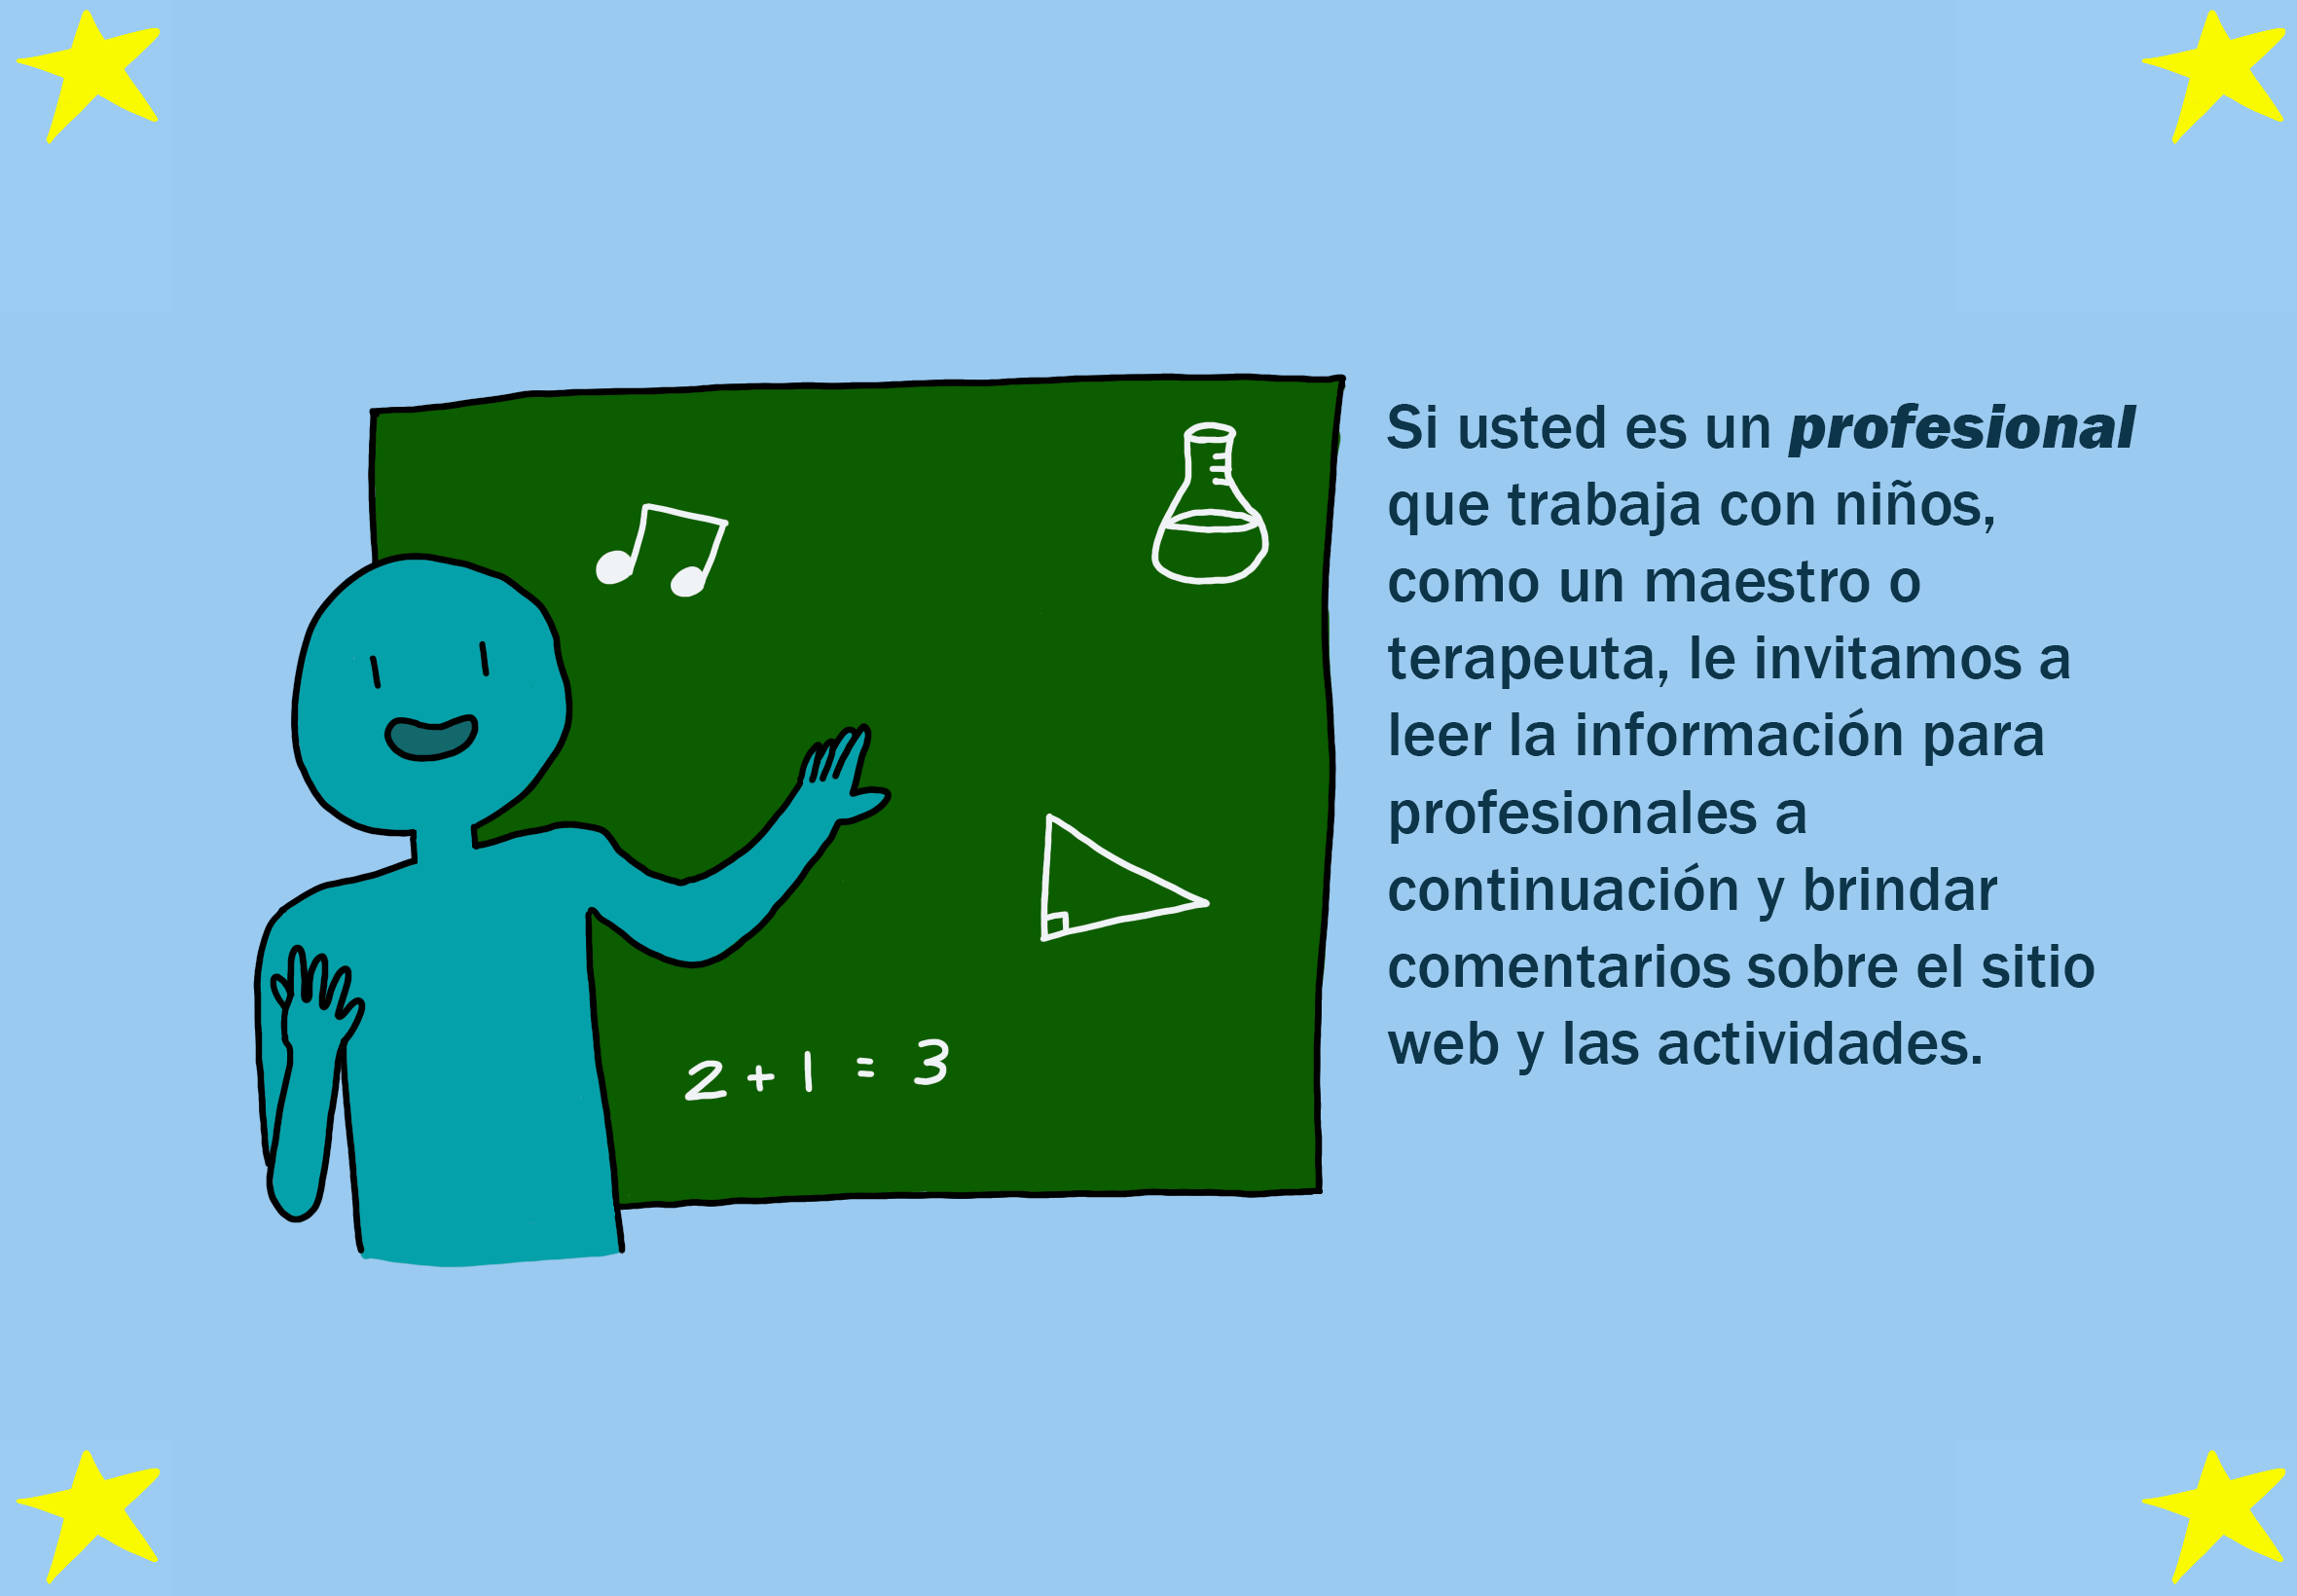 Si usted es un profesional
que trabaja con niños,
como un maestro o
terapeuta, le invitamos a
leer la información para
profesionales a
continuación y brindar
comentarios sobre el sitio
web y las actividades.
2 + 1 = 3